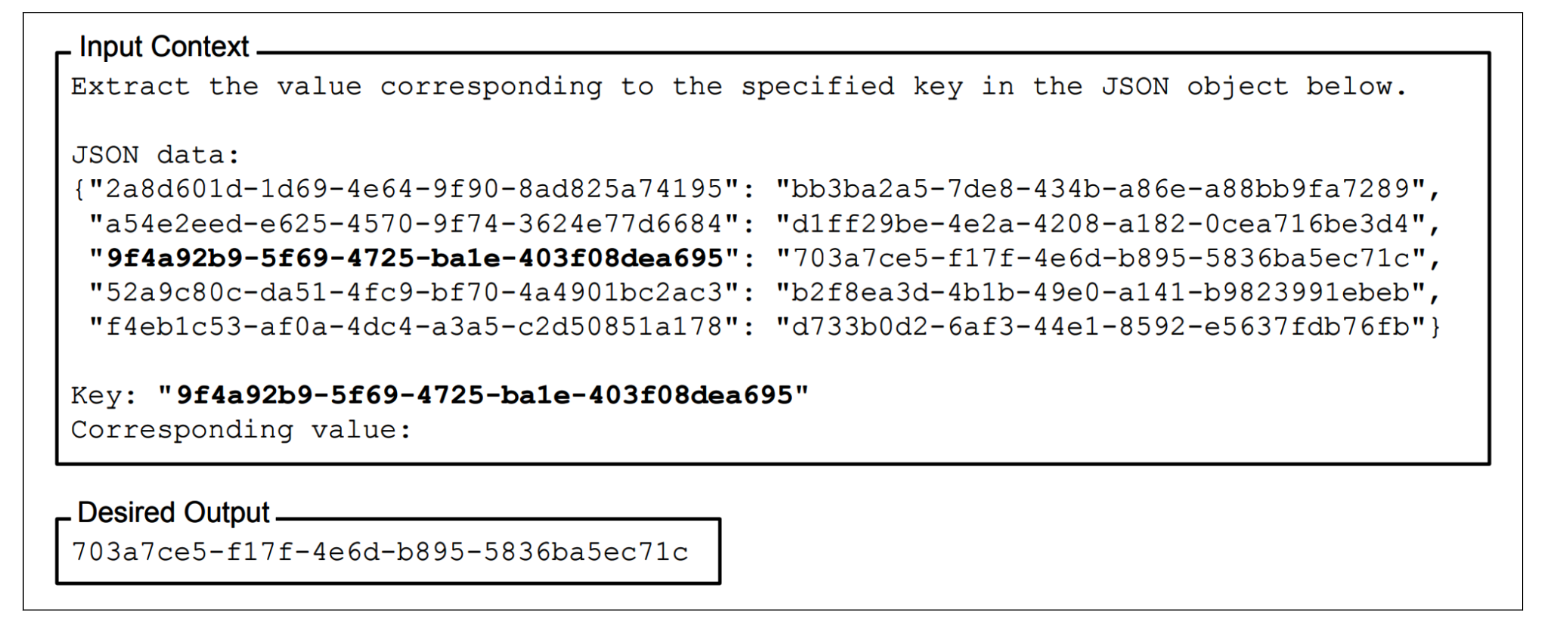 Input Context
Extract the value corresponding to the specified key in the JSON object below.
JSON data:
{"2a8d601d-1d69-4e64-9f90-8ad825a74195": "bb3ba2a5-7de8-434b-a86e-a88bb9fa7289",
"a54e2eed-e625-4570-9f74-3624e77d6684": "d1ff29be-4e2a-4208-a182-0cea716be3d4",
"9f4a92b9-5f69-4725-ba1e-403f08dea695": "703a7ce5-f17f-4e6d-b895-5836ba5ec71c",
"52a9c80c-da51-4fc9-bf70-4a4901bc2ac3": "b2f8ea3d-4b1b-49e0-a141-b9823991ebeb",
"f4eb1c53-af0a-4dc4-a3a5-c2d50851a178": "d733b0d2-6af3-44e1-8592-e5637fdb76fb"}
Key: "9f4a92b9-5f69-4725-ba1e-403f08dea695"
Corresponding value:
Desired Output
703a7ce5-f17f-4e6d-b895-5836ba5ec71c